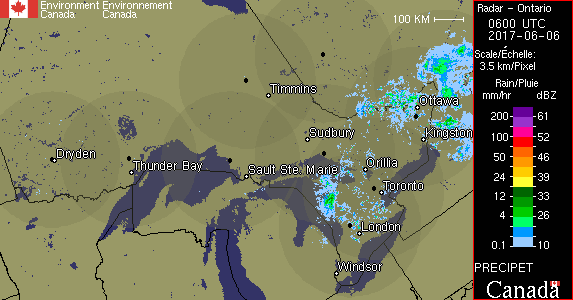 Environment Environnement
Canada Canada
100 KM
Timmins
Ottawa
Sudbury
Kingston
Dryden
Thunder Bay
Sault Ste. Marie
Orillia
Toronto
London
Windsor
Radar - Ontario
0600 UTC
2017-06-06
Scale/Échelle:
3.5 km/Pixel
Rain/Pluie
mm/hr dBZ
200 61
100 52
50 46
24 39
12 33
4 26
1 18
0.1 10
PRECIPET
Canada